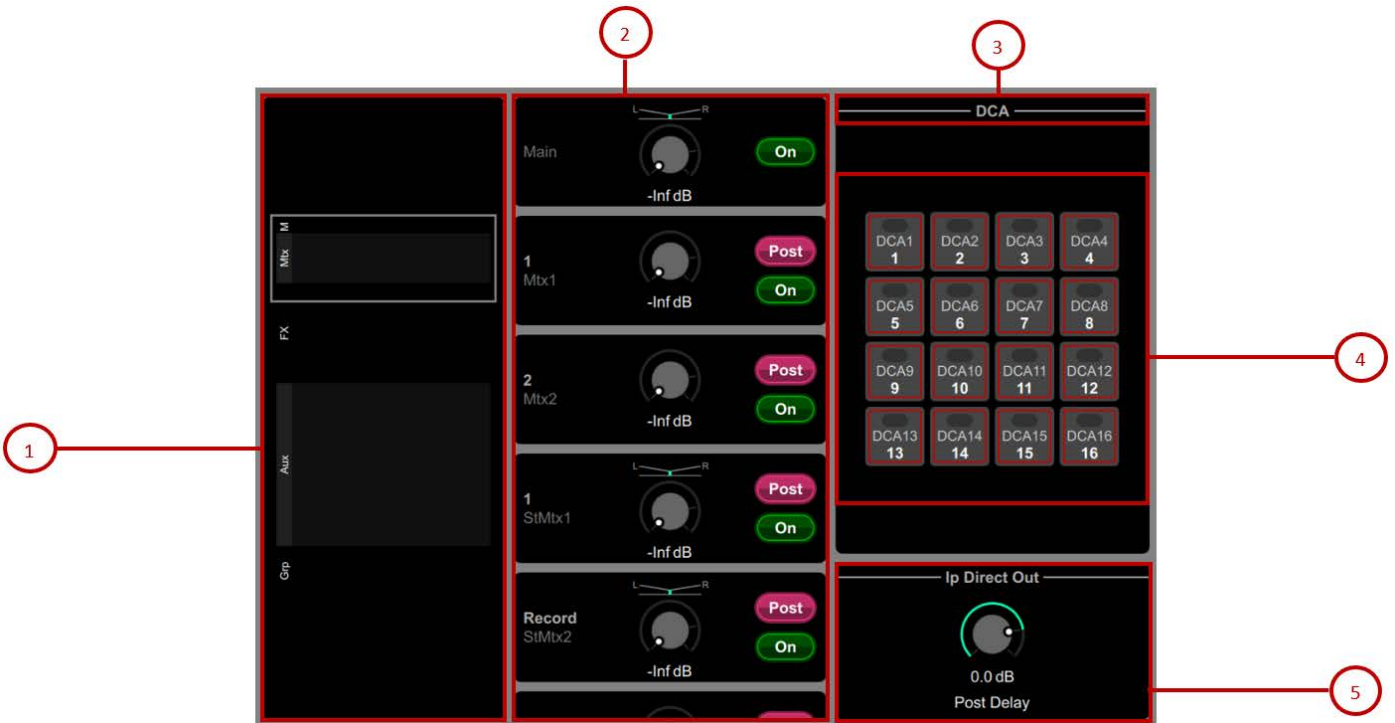 2
3
1
4
5
M
Mtx
FX
Aux
Grp
L R
Main
On
-Inf dB
Post
1
Mtx1
On
-Inf dB
Post
2
Mtx2
On
-Inf dB
L R
Post
1
StMtx1
On
-Inf dB
L R
Post
Record
StMtx2
On
-Inf dB
DCA
DCA1 DCA2 DCA3 DCA4
1 2 3 4
DCA5 DCA6 DCA7 DCA8
5 6 7 8
DCA9 DCA10 DCA11 DCA12
9 10 11 12
DCA13 DCA14 DCA15 DCA16
13 14 15 16
Ip Direct Out
0.0 dB
Post Delay